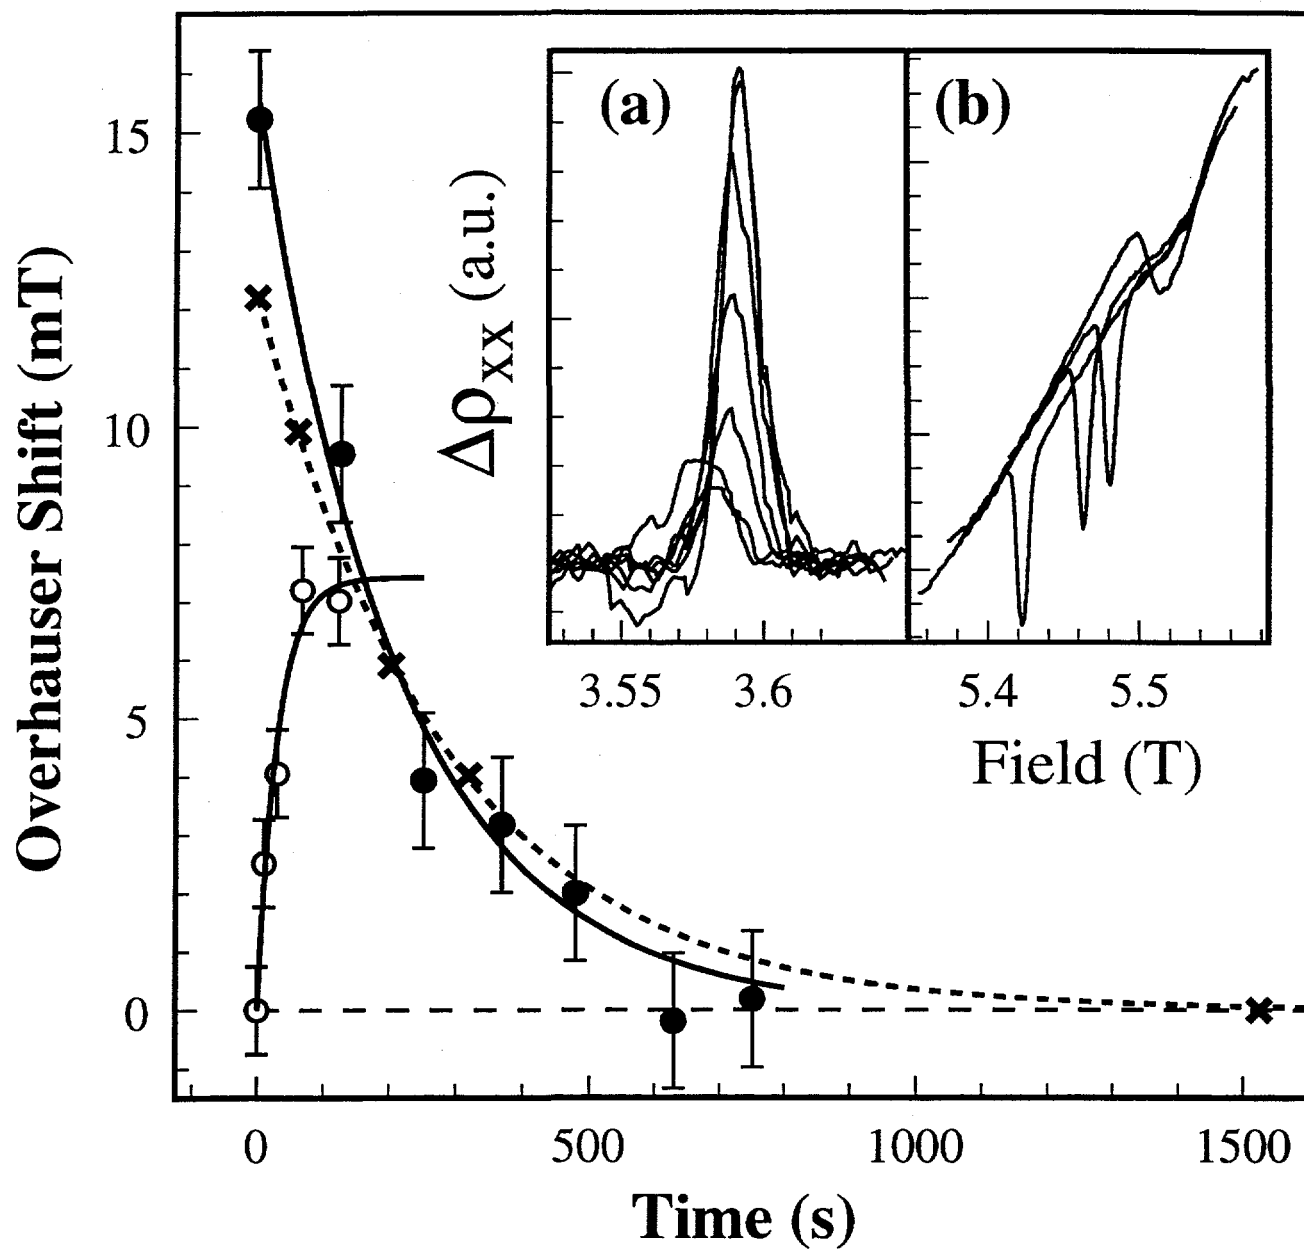 Overhauser Shift (mT)
15
10
5
0
0
500
1000
1500
Time (s)
Δρxx (a.u.)
(a)
(b)
3.55
3.6
5.4
5.5
Field (T)